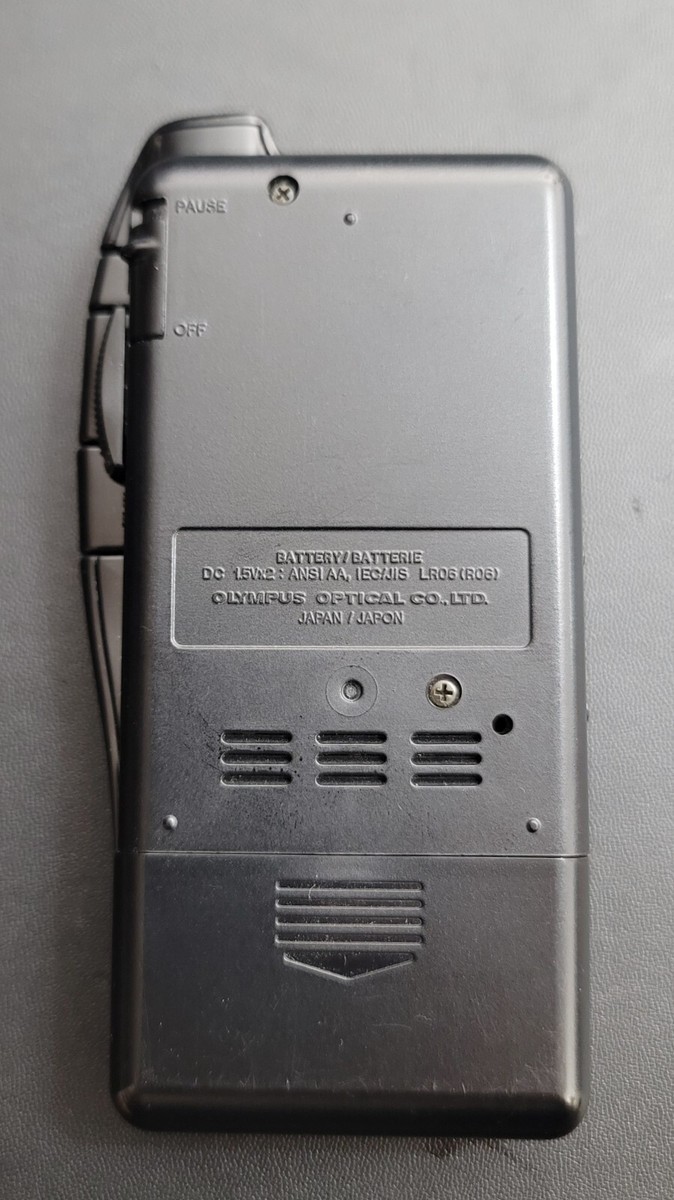 PAUSE
OFF
BATTERY/BATTERIE
DC 1.5V×2 : ANSI AA, IEC/JIS LR06 (R06)
OLYMPUS OPTICAL CO., LTD.
JAPAN / JAPON